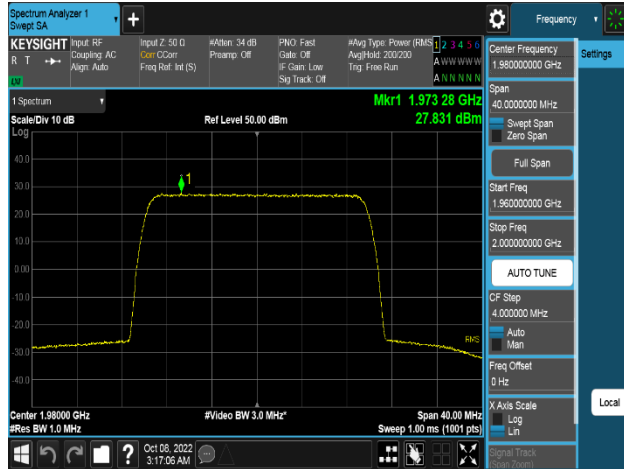 Spectrum Analyzer 1
Swept SA
+
Frequency
KEYSIGHT
R T
Input: RF
Coupling: AC
Align: Auto
Input Z: 50 Ω
Corr CCorr
Freq Ref: Int (S)
#Atten: 34 dB
Preamp: Off
PNO: Fast
Gate: Off
IF Gain: Low
Sig Track: Off
#Avg Type: Power (RMS
Avg|Hold: 200/200
Trig: Free Run
1 2 3 4 5 6
A W W W W W
A N N N N N
LXI
1 Spectrum
Scale/Div 10 dB
Ref Level 50.00 dBm
Mkr1 1.973 28 GHz
27.831 dBm
Log
40.0
30.0
20.0
10.0
0.00
-10.0
-20.0
-30.0
-40.0
1
RMS
Center 1.98000 GHz
#Video BW 3.0 MHz*
Span 40.00 MHz
#Res BW 1.0 MHz
Sweep 1.00 ms (1001 pts)
Oct 08, 2022
3:17:06 AM
?
Center Frequency
1.980000000 GHz
Settings
Span
40.0000000 MHz
Swept Span
Zero Span
Full Span
Start Freq
1.960000000 GHz
Stop Freq
2.000000000 GHz
AUTO TUNE
CF Step
4.000000 MHz
Auto
Man
Freq Offset
0 Hz
X Axis Scale
Log
Lin
Local
Signal Track
(Span Zoom)